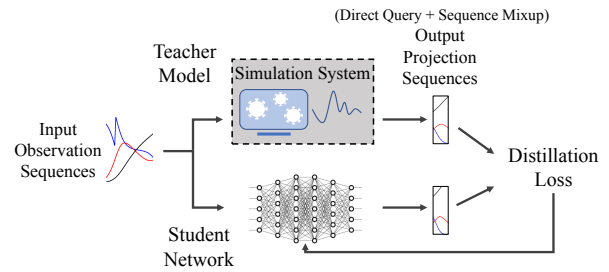 (Direct Query + Sequence Mixup)
Output
Projection
Sequences
Teacher
Model
Simulation System
Input
Observation
Sequences
Distillation
Loss
Student
Network